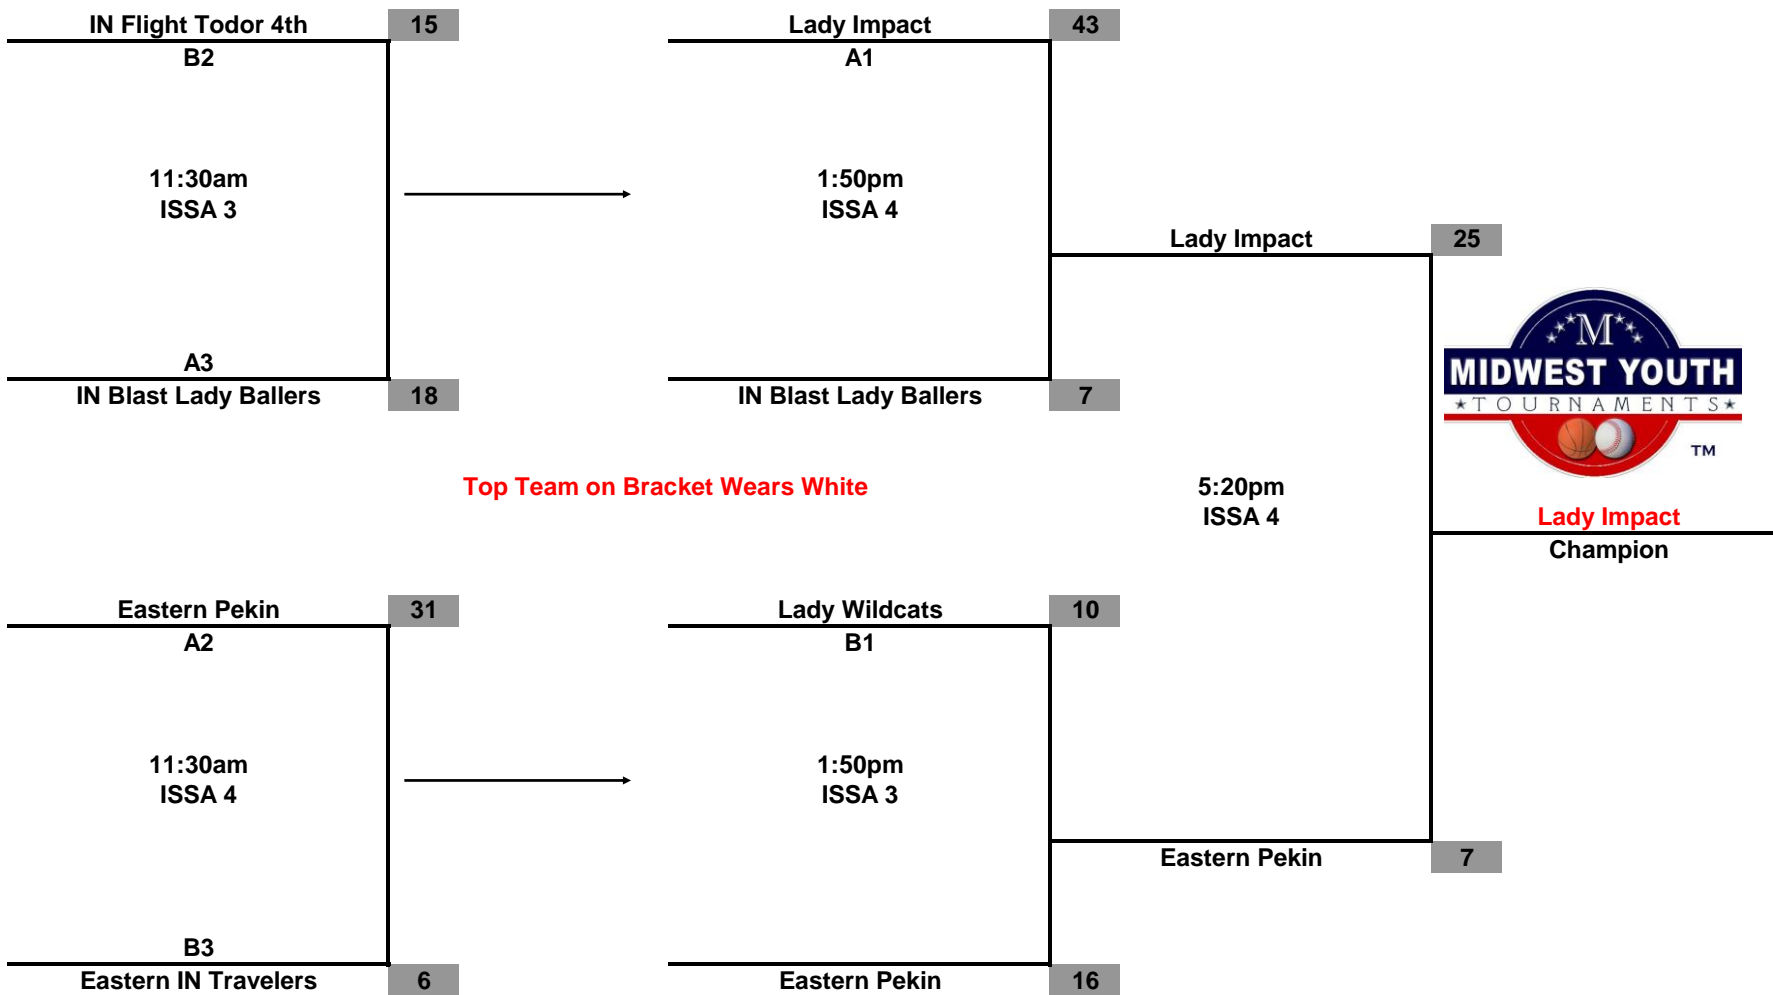 IN Flight Todor 4th 15 Lady Impact 43
B2 A1
11:30am 1:50pm
ISSA 3 ISSA 4
Lady Impact 25
M
MIDWEST YOUTH
TOURNAMENTS
TM
A3
IN Blast Lady Ballers 18 IN Blast Lady Ballers 7
Top Team on Bracket Wears White 5:20pm
ISSA 4 Lady Impact
Champion
Eastern Pekin 31 Lady Wildcats 10
A2 B1
11:30am 1:50pm
ISSA 4 ISSA 3
Eastern Pekin 7
B3
Eastern IN Travelers 6 Eastern Pekin 16